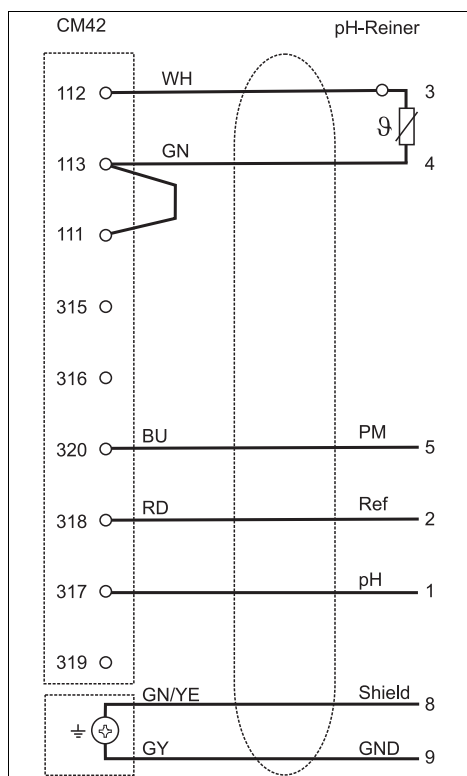 CM42 pH-Reiner
112 WH 3
ϑ
113 GN 4
111
315
316
320 BU PM 5
318 RD Ref 2
317 pH 1
319
GN/YE Shield 8
GY GND 9